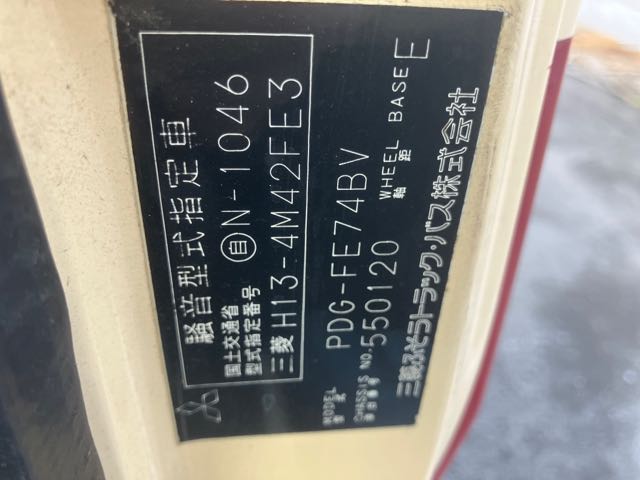 騒音型式指定車
国土交通省
型式指定番号 自N-1046
三菱H13-4M42FE3
MODEL
型式 PDG-FE74BV
CHASSIS NO.
車台番号 550120
WHEEL BASE
軸距 E
三菱ふそうトラック・バス株式会社